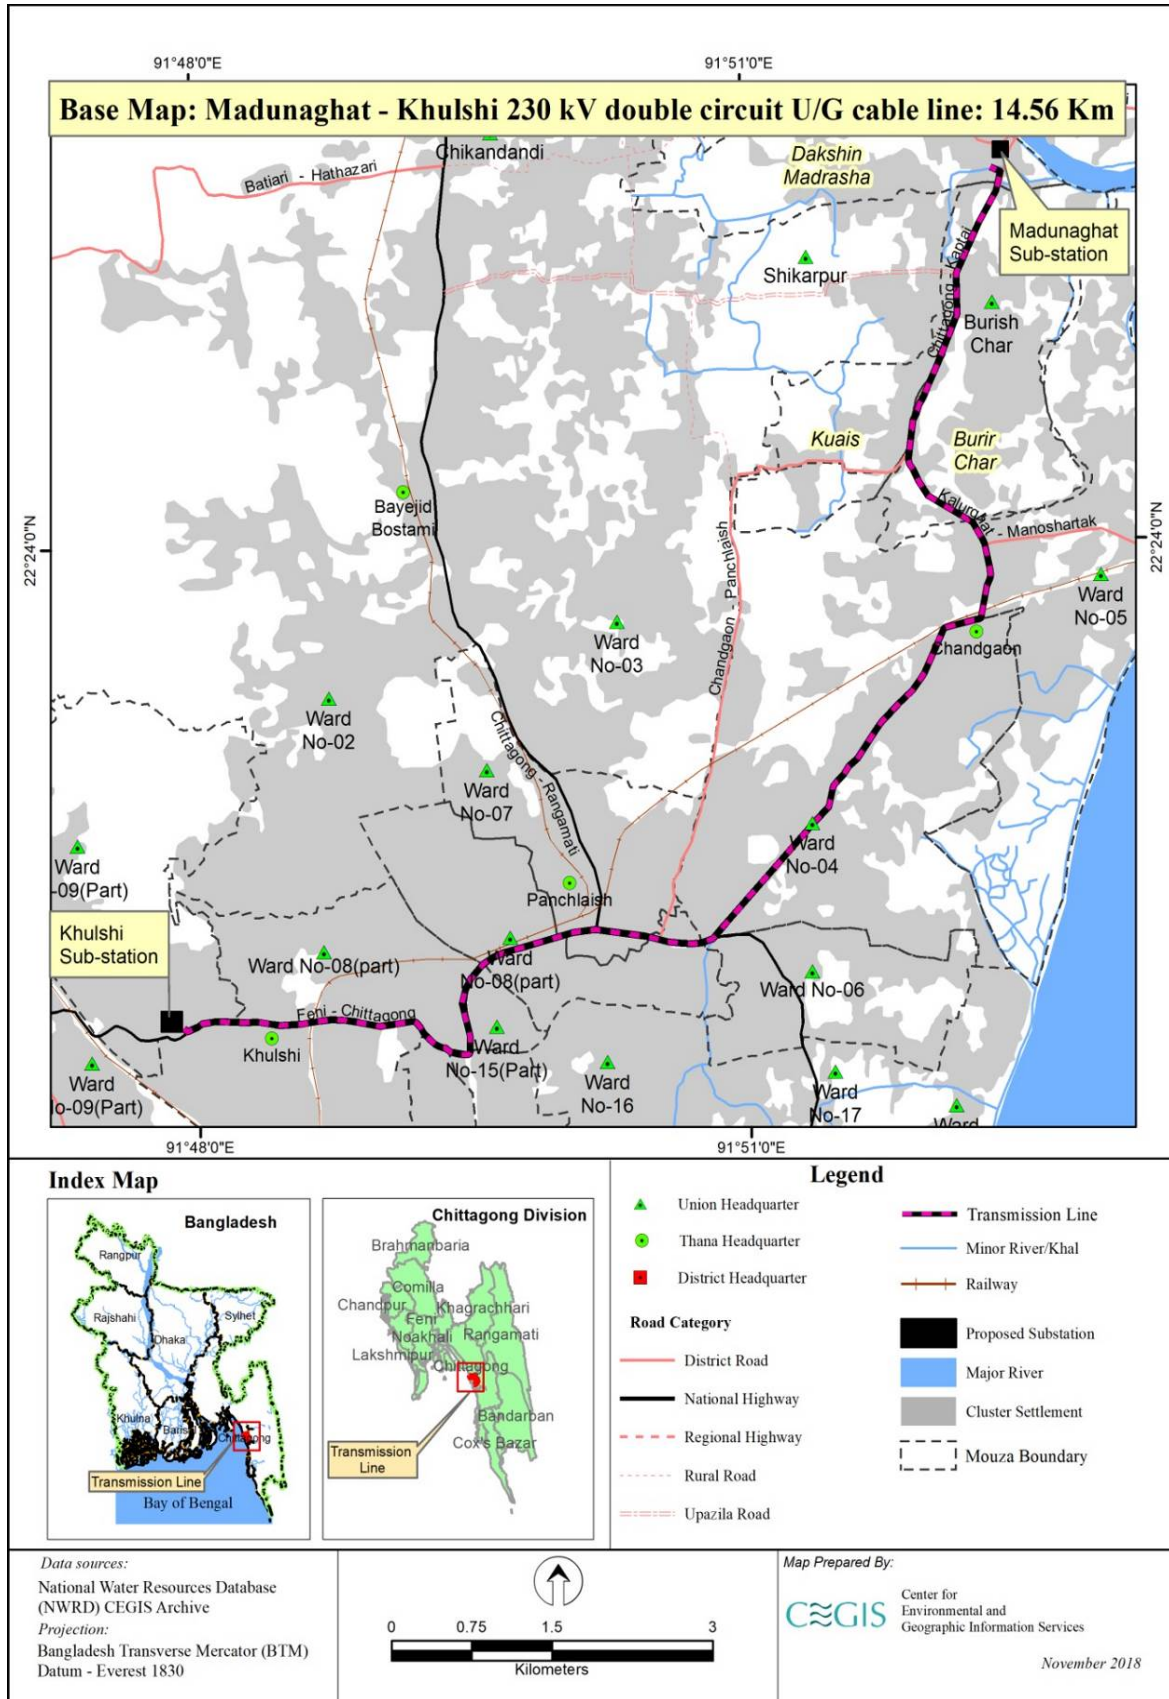 91°48'0"E
91°51'0"E
Base Map: Madunaghat - Khulshi 230 kV double circuit U/G cable line: 14.56 Km
Chikandandi
Batiari - Hathazari
Dakshin
Madrasha
Madunaghat
Sub-station
Shikarpur
Chittagong - Kaptai
Burish
Char
Kuais
Burir
Char
Bayejid
Bostami
Kalurghat - Manoshartak
22°24'0"N
22°24'0"N
Chandgaon - Panchlaish
Ward
No-05
Ward
No-03
Chandgaon
Ward
No-02
Chittagong - Rangamati
Ward
No-07
Ward
No-04
Ward
-09(Part)
Panchlaish
Khulshi
Sub-station
Ward No-08(part)
Ward
No-08(part)
Ward No-06
Feni - Chittagong
Khulshi
Ward
No-15(Part)
Ward
lo-09(Part)
Ward
No-16
Ward
No-17
Ward
91°48'0"E
91°51'0"E
Index Map
Bangladesh
Rangpur
Rajshahi
Sylhet
Dhaka
Khulna
Barisal
Chittagong
Transmission Line
Bay of Bengal
Chittagong Division
Brahmanbaria
Comilla
Chandpur
Khagrachhari
Feni
Noakhali
Rangamati
Lakshmipur
Chittagong
Bandarban
Cox's Bazar
Transmission
Line
Legend
Union Headquarter
Thana Headquarter
District Headquarter
Road Category
District Road
National Highway
Regional Highway
Rural Road
Upazila Road
Transmission Line
Minor River/Khal
Railway
Proposed Substation
Major River
Cluster Settlement
Mouza Boundary
Data sources:
National Water Resources Database
(NWRD) CEGIS Archive
Projection:
Bangladesh Transverse Mercator (BTM)
Datum - Everest 1830
0 0.75 1.5 3
Kilometers
Map Prepared By:
CEGIS
Center for
Environmental and
Geographic Information Services
November 2018